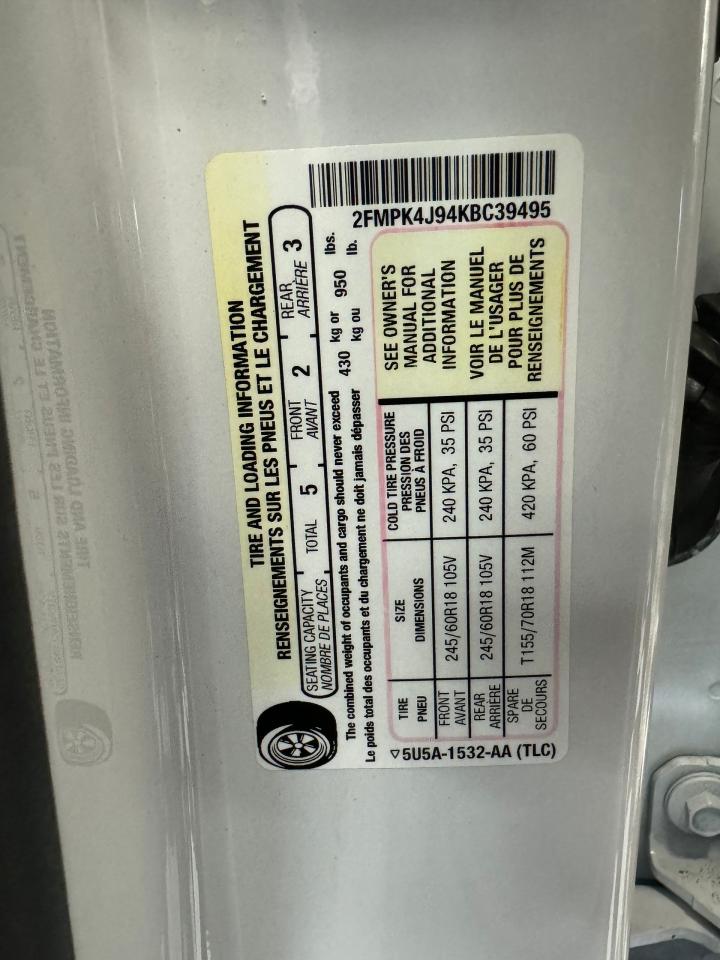 TIRE AND LOADING INFORMATION
RENSEIGNEMENTS SUR LES PNEUS ET LE CHARGEMENT
SEATING CAPACITY TOTAL 5 FRONT 2 REAR 3
NOMBRE DE PLACES AVANT ARRIÈRE
The combined weight of occupants and cargo should never exceed 430 kg or 950 lbs.
Le poids total des occupants et du chargement ne doit jamais dépasser kg ou lb.
2FMPK4J94KBC39495
TIRE SIZE COLD TIRE PRESSURE
PNEU DIMENSIONS PRESSION DES
PNEUS À FROID
FRONT 245/60R18 105V 240 KPA, 35 PSI
AVANT
REAR 245/60R18 105V 240 KPA, 35 PSI
ARRIÈRE
SPARE T155/70R18 112M 420 KPA, 60 PSI
DE
SECOURS
SEE OWNER'S
MANUAL FOR
ADDITIONAL
INFORMATION
VOIR LE MANUEL
DE L'USAGER
POUR PLUS DE
RENSEIGNEMENTS
5U5A-1532-AA (TLC)